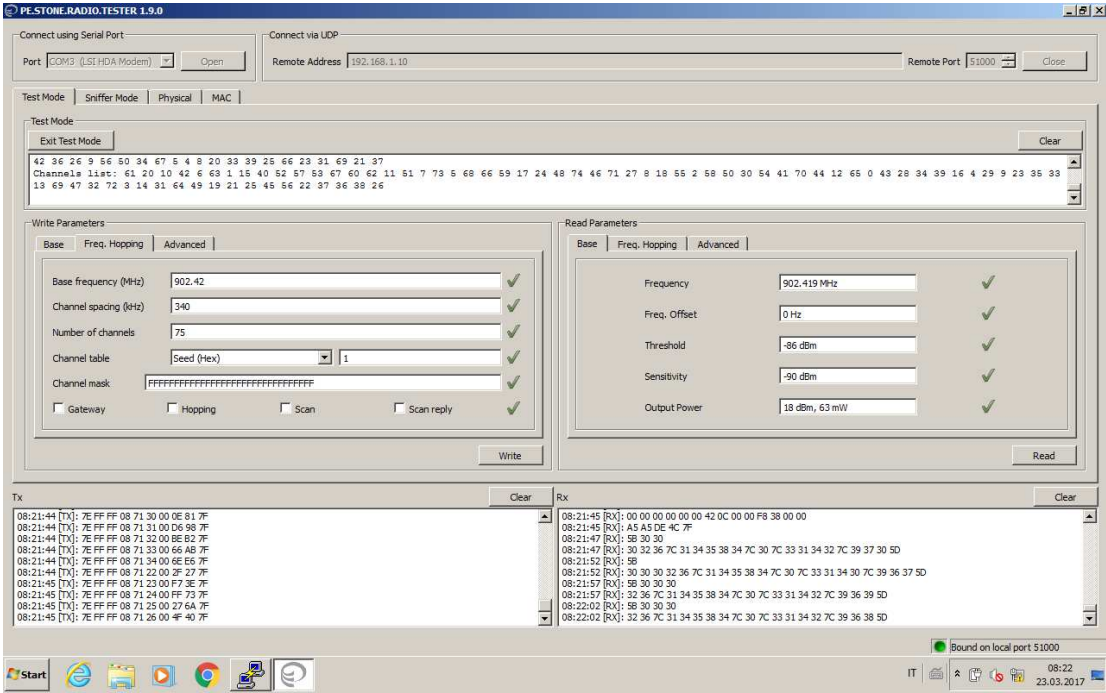 PE.STONE.RADIO.TESTER 1.9.0
Connect using Serial Port
Port COM3 (LSI HDA Modem) Open
Connect via UDP
Remote Address 192.168.1.10 Remote Port 51000 Close
Test Mode Sniffer Mode Physical MAC
Test Mode
Exit Test Mode Clear
42 36 26 9 56 50 34 67 5 4 8 20 33 39 25 66 23 31 69 21 37
Channels list: 61 20 10 42 6 63 1 15 40 52 57 53 67 60 62 11 51 7 73 5 68 66 59 17 24 48 74 46 71 27 8 18 55 2 58 50 30 54 41 70 44 12 65 0 43 28 34 39 16 4 29 9 23 35 33
13 69 47 32 72 3 14 31 64 49 19 21 25 45 56 22 37 36 38 26
Write Parameters
Base Freq. Hopping Advanced
Base frequency (MHz) 902.42
Channel spacing (kHz) 340
Number of channels 75
Channel table Seed (Hex) 1
Channel mask FFFFFFFFFFFFFFFFFFFFFFFFFFFFFFFF
Gateway Hopping Scan Scan reply
Write
Read Parameters
Base Freq. Hopping Advanced
Frequency 902.419 MHz
Freq. Offset 0 Hz
Threshold -86 dBm
Sensitivity -90 dBm
Output Power 18 dBm, 63 mW
Read
Tx Clear
08:21:44 [TX]: 7E FF FF 08 71 30 00 0E 81 7F
08:21:44 [TX]: 7E FF FF 08 71 31 00 D6 98 7F
08:21:44 [TX]: 7E FF FF 08 71 32 00 BE B2 7F
08:21:44 [TX]: 7E FF FF 08 71 33 00 66 AB 7F
08:21:44 [TX]: 7E FF FF 08 71 34 00 6E E6 7F
08:21:44 [TX]: 7E FF FF 08 71 22 00 2F 27 7F
08:21:45 [TX]: 7E FF FF 08 71 23 00 F7 3E 7F
08:21:45 [TX]: 7E FF FF 08 71 24 00 FF 73 7F
08:21:45 [TX]: 7E FF FF 08 71 25 00 27 6A 7F
08:21:45 [TX]: 7E FF FF 08 71 26 00 4F 40 7F
Rx Clear
08:21:45 [RX]: 00 00 00 00 00 00 42 0C 00 00 F8 38 00 00
08:21:45 [RX]: A5 A5 DE 4C 7F
08:21:47 [RX]: 5B 30 30
08:21:47 [RX]: 30 32 36 7C 31 34 35 38 34 7C 30 7C 33 31 34 32 7C 39 37 30 5D
08:21:52 [RX]: 5B
08:21:52 [RX]: 30 30 30 32 36 7C 31 34 35 38 34 7C 30 7C 33 31 34 30 7C 39 36 37 5D
08:21:57 [RX]: 5B 30 30 30
08:21:57 [RX]: 32 36 7C 31 34 35 38 34 7C 30 7C 33 31 34 32 7C 39 36 39 5D
08:22:02 [RX]: 5B 30 30 30
08:22:02 [RX]: 32 36 7C 31 34 35 38 34 7C 30 7C 33 31 34 32 7C 39 36 38 5D
Bound on local port 51000
Start
IT
08:22
23.03.2017